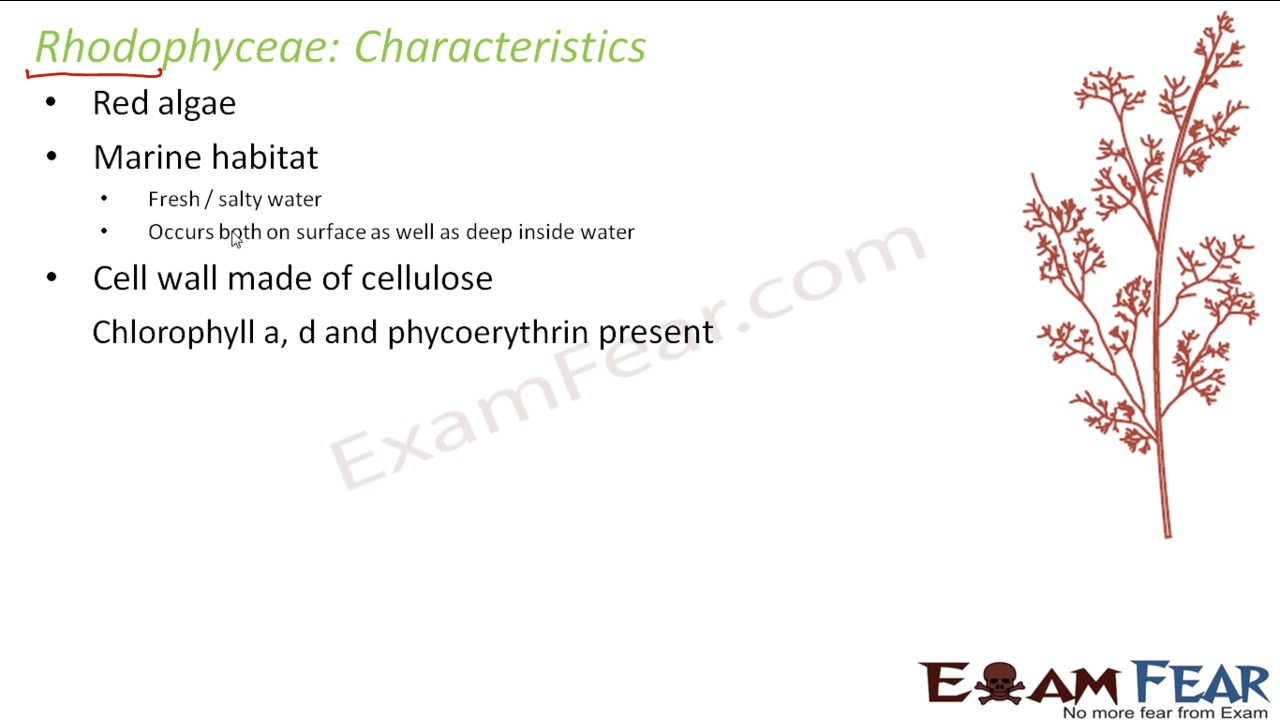 Rhodophyceae: Characteristics
• Red algae
• Marine habitat
• Fresh / salty water
• Occurs both on surface as well as deep inside water
• Cell wall made of cellulose
Chlorophyll a, d and phycoerythrin present
ExamFear.com
EXAM FEAR
No more fear from Exam